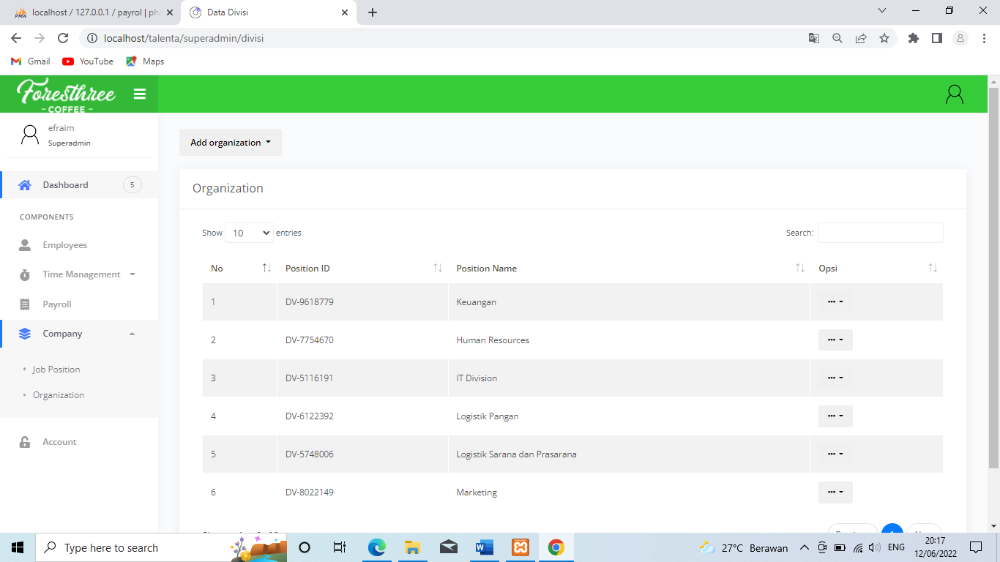 localhost / 127.0.0.1 / payrol | ph
Data Divisi
localhost/talenta/superadmin/divisi
Gmail
YouTube
Maps
Foresthree
- COFFEE -
efraim
Superadmin
Dashboard
5
COMPONENTS
Employees
Time Management
Payroll
Company
Job Position
Organization
Account
Add organization
Organization
Show 10 entries
Search:
No Position ID Position Name Opsi
1 DV-9618779 Keuangan
2 DV-7754670 Human Resources
3 DV-5116191 IT Division
4 DV-6122392 Logistik Pangan
5 DV-5748006 Logistik Sarana dan Prasarana
6 DV-8022149 Marketing
Type here to search
27°C Berawan
ENG
20:17
12/06/2022